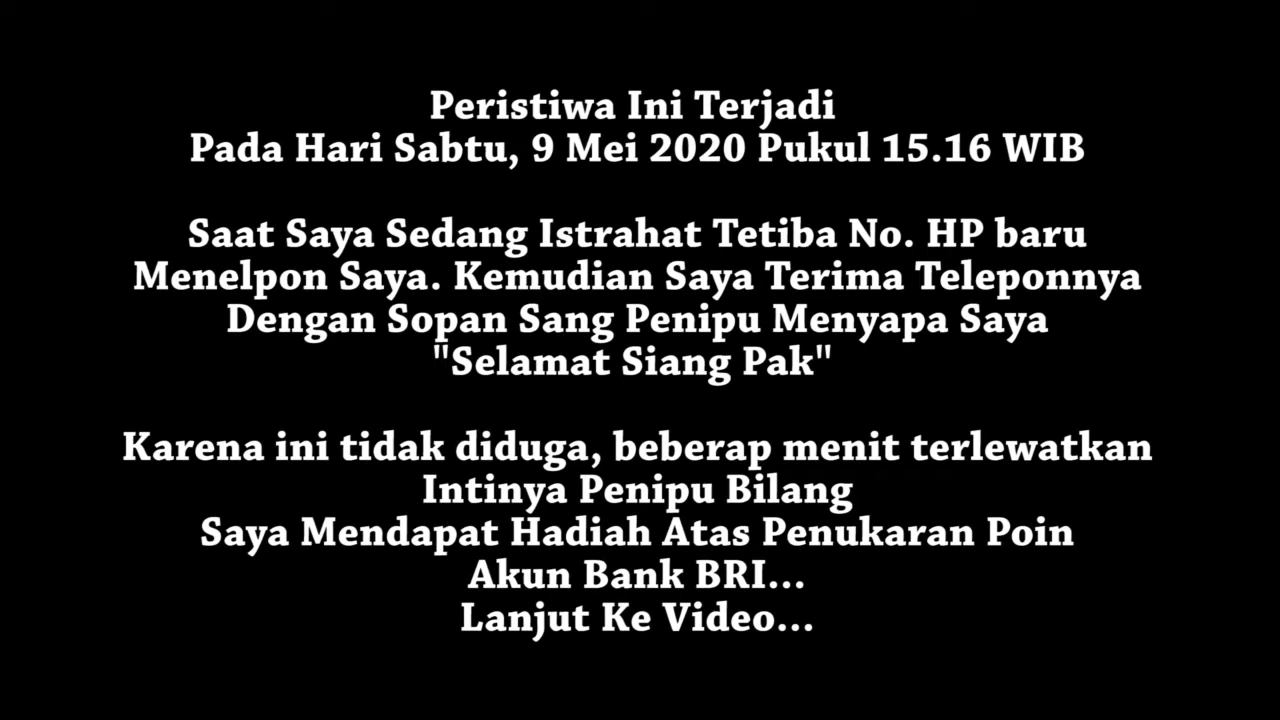 Peristiwa Ini Terjadi
Pada Hari Sabtu, 9 Mei 2020 Pukul 15.16 WIB
Saat Saya Sedang Istrahat Tetiba No. HP baru
Menelpon Saya. Kemudian Saya Terima Teleponnya
Dengan Sopan Sang Penipu Menyapa Saya
"Selamat Siang Pak"
Karena ini tidak diduga, beberap menit terlewatkan
Intinya Penipu Bilang
Saya Mendapat Hadiah Atas Penukaran Poin
Akun Bank BRI...
Lanjut Ke Video...